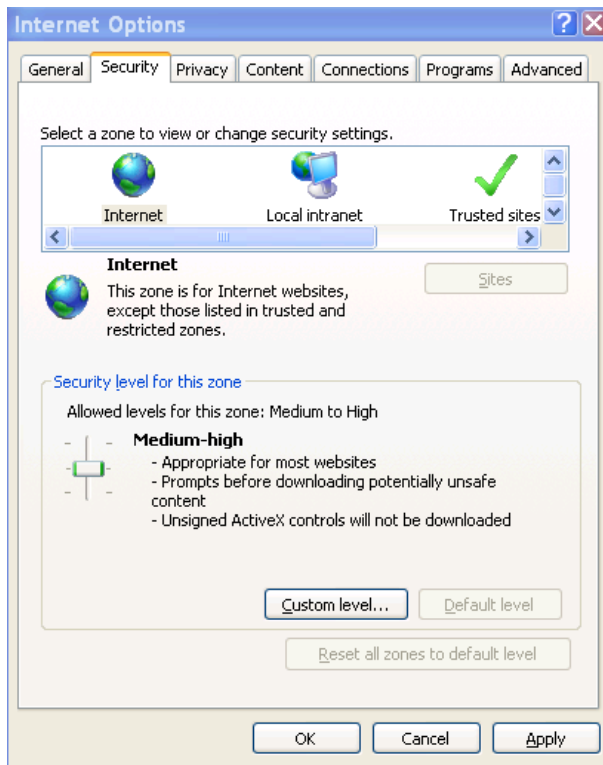 Internet Options
General Security Privacy Content Connections Programs Advanced
Select a zone to view or change security settings.
Internet Local intranet Trusted sites
Internet
This zone is for Internet websites,
except those listed in trusted and
restricted zones.
Sites
Security level for this zone
Allowed levels for this zone: Medium to High
Medium-high
- Appropriate for most websites
- Prompts before downloading potentially unsafe
content
- Unsigned ActiveX controls will not be downloaded
Custom level... Default level
Reset all zones to default level
OK Cancel Apply